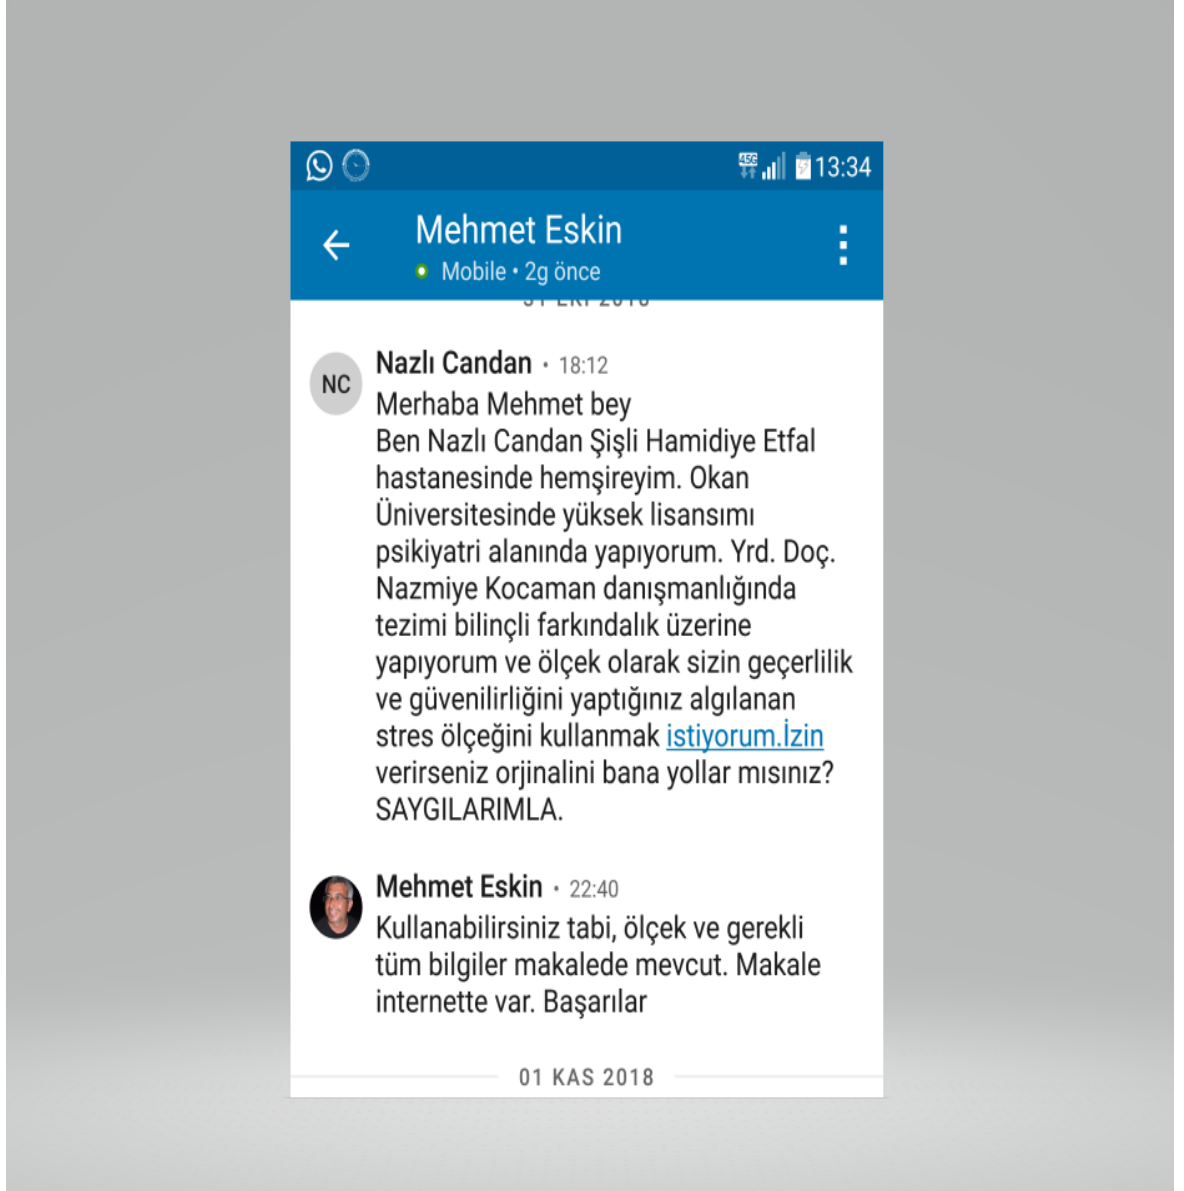 45G 13:34
Mehmet Eskin
Mobile • 2g önce
31 EKİ 2018
NC
Nazlı Candan • 18:12
Merhaba Mehmet bey
Ben Nazlı Candan Şişli Hamidiye Etfal
hastanesinde hemşireyim. Okan
Üniversitesinde yüksek lisansımı
psikiyatri alanında yapıyorum. Yrd. Doç.
Nazmiye Kocaman danışmanlığında
tezimi bilinçli farkındalık üzerine
yapıyorum ve ölçek olarak sizin geçerlilik
ve güvenilirliğini yaptığınız algılanan
stres ölçeğini kullanmak istiyorum.İzin
verirseniz orjinalini bana yollar mısınız?
SAYGILARIMLA.
Mehmet Eskin • 22:40
Kullanabilirsiniz tabi, ölçek ve gerekli
tüm bilgiler makalede mevcut. Makale
internette var. Başarılar
01 KAS 2018